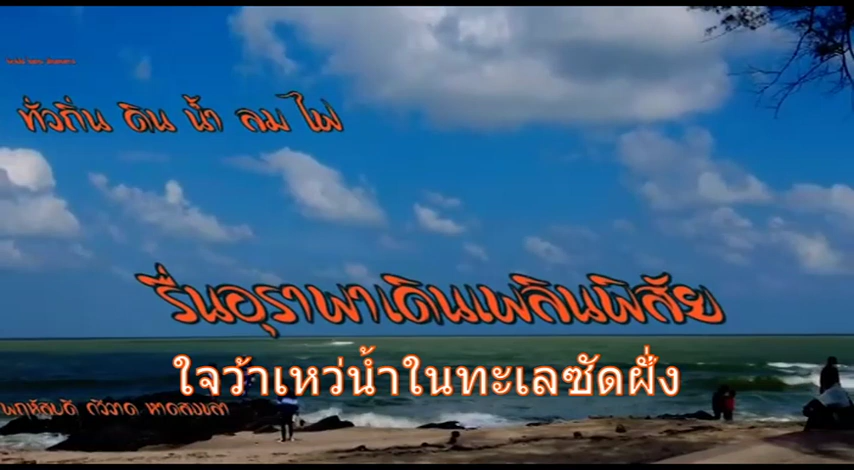 ทั่วถิ่น ดิน น้ำ ลม ไฟ
รื่นอุราพาเดินเพลินพิสัย
ใจว้าเหว่น้ำในทะเลซัดฝั่ง